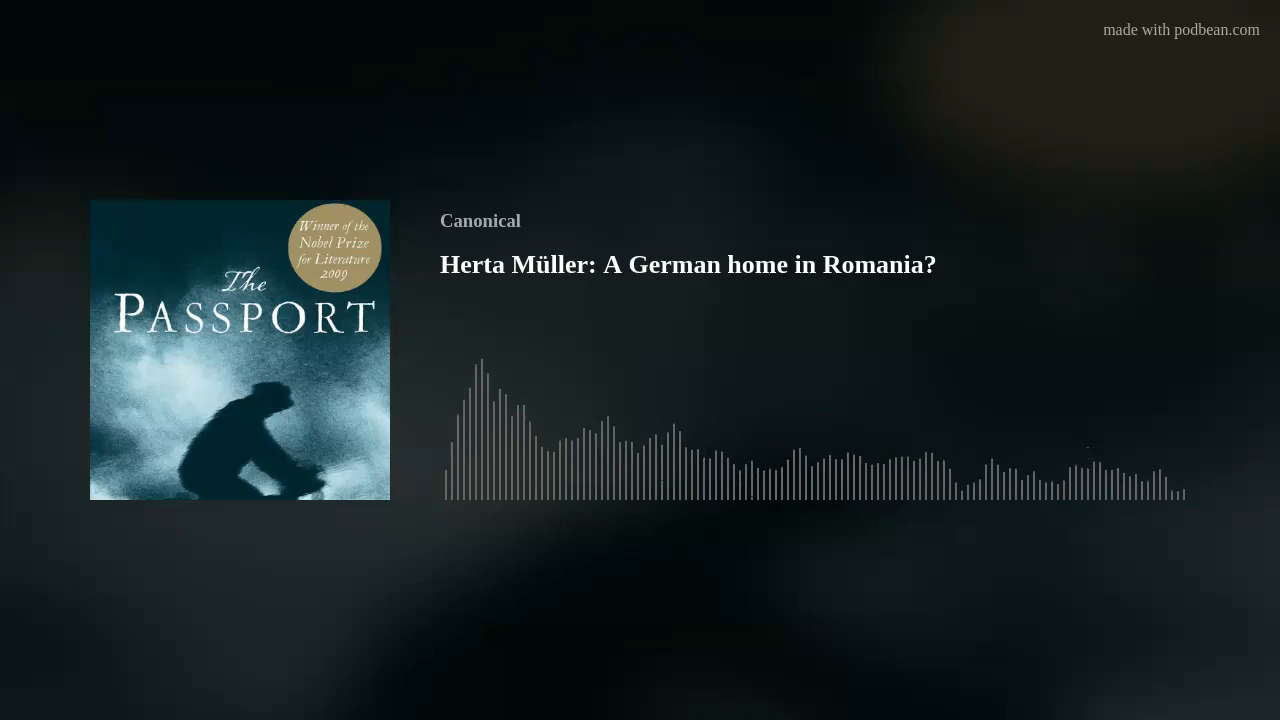 made with podbean.com
Winner of the
Nobel Prize
for Literature
2009
The
PASSPORT
Canonical
Herta Müller: A German home in Romania?